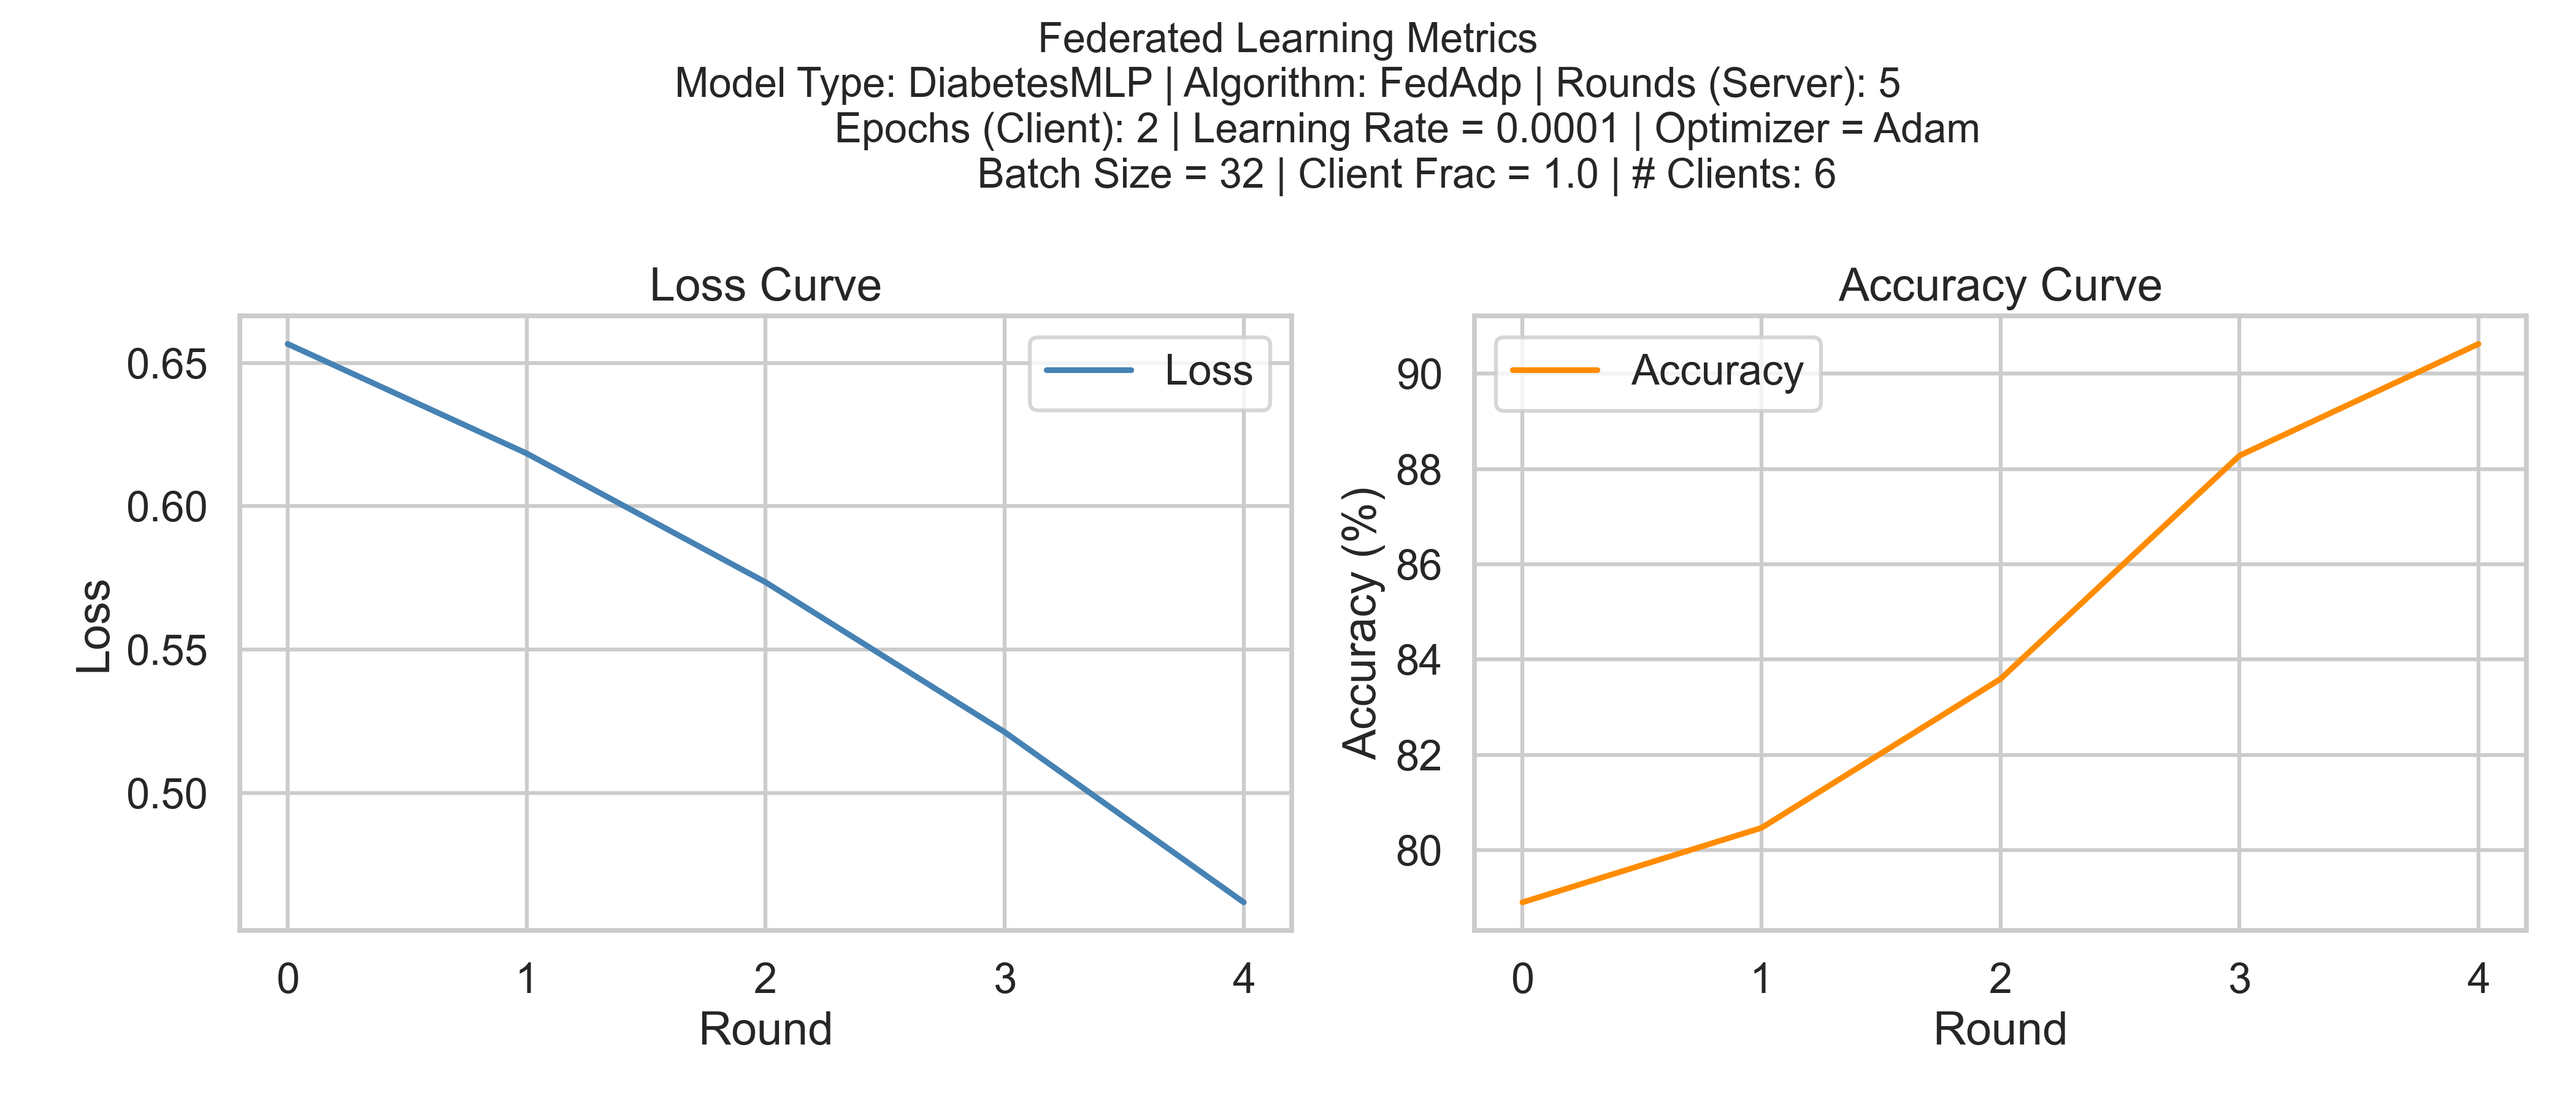 Federated Learning Metrics
Model Type: DiabetesMLP | Algorithm: FedAdp | Rounds (Server): 5
Epochs (Client): 2 | Learning Rate = 0.0001 | Optimizer = Adam
Batch Size = 32 | Client Frac = 1.0 | # Clients: 6
Loss Curve
Loss
0.65
0.60
0.55
0.50
Loss
0 1 2 3 4
Round
Accuracy Curve
Accuracy
90
88
86
84
82
80
Accuracy (%)
0 1 2 3 4
Round